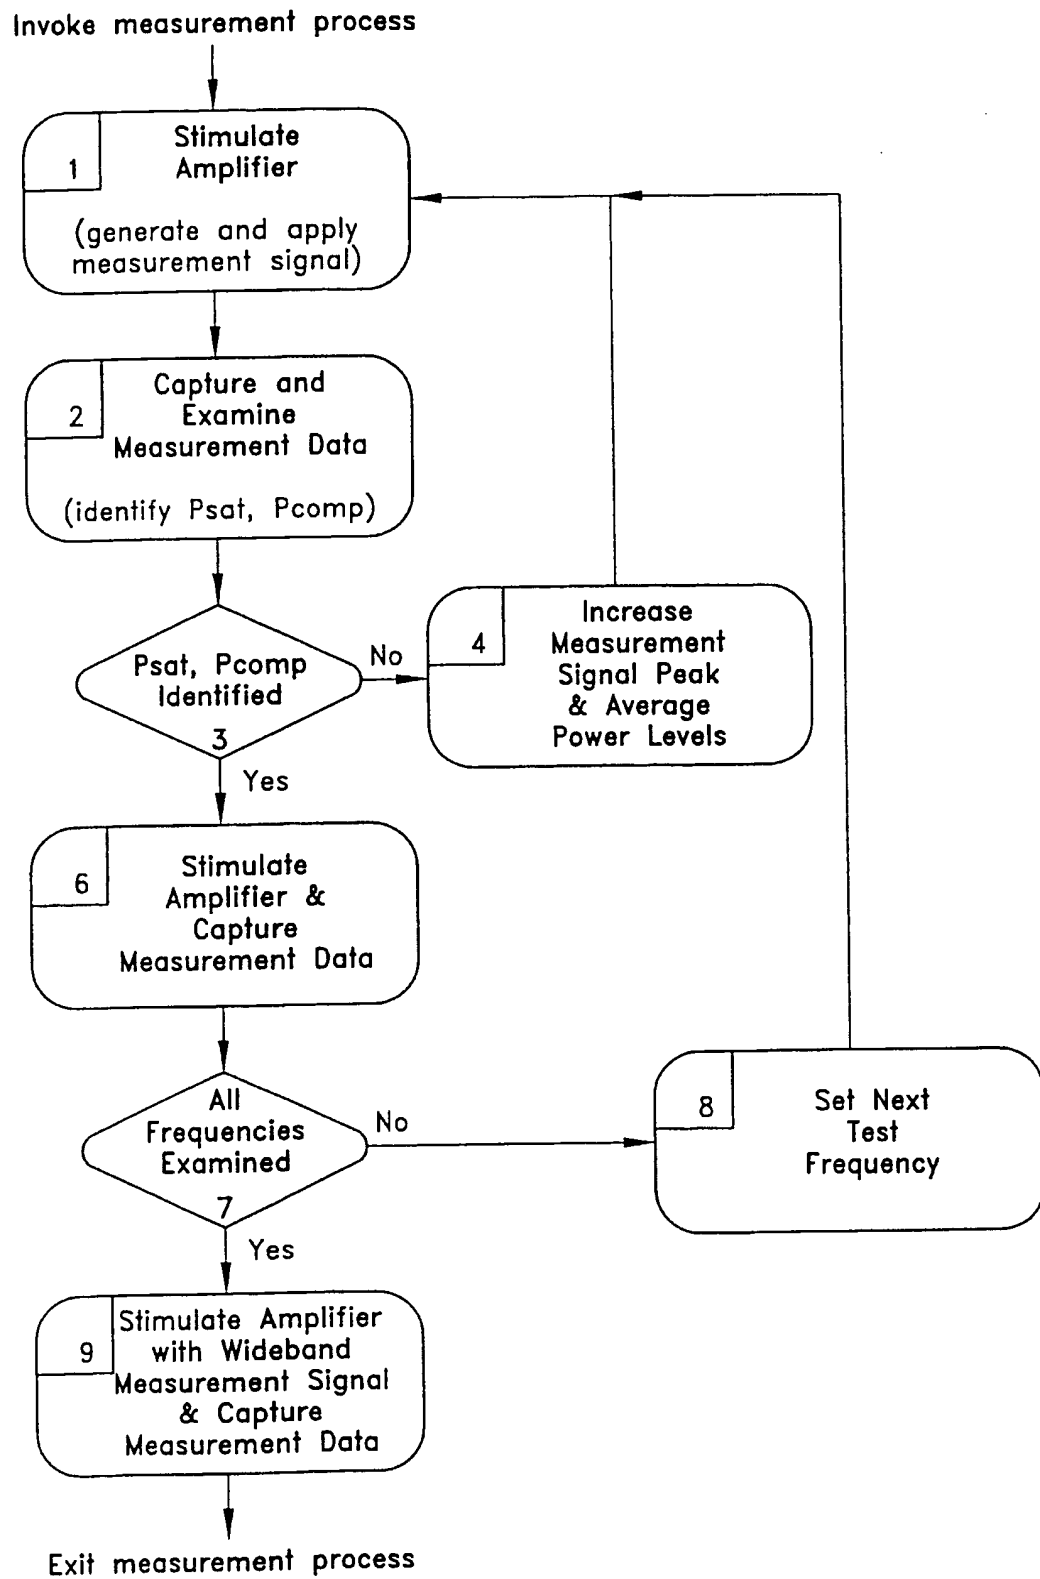 Invoke measurement process
1
Stimulate
Amplifier
(generate and apply
measurement signal)
2
Capture and
Examine
Measurement Data
(identify Psat, Pcomp)
Psat, Pcomp
Identified
3
No
Yes
4
Increase
Measurement
Signal Peak
& Average
Power Levels
6
Stimulate
Amplifier &
Capture
Measurement Data
All
Frequencies
Examined
7
No
Yes
8
Set Next
Test
Frequency
9
Stimulate Amplifier
with Wideband
Measurement Signal
& Capture
Measurement Data
Exit measurement process